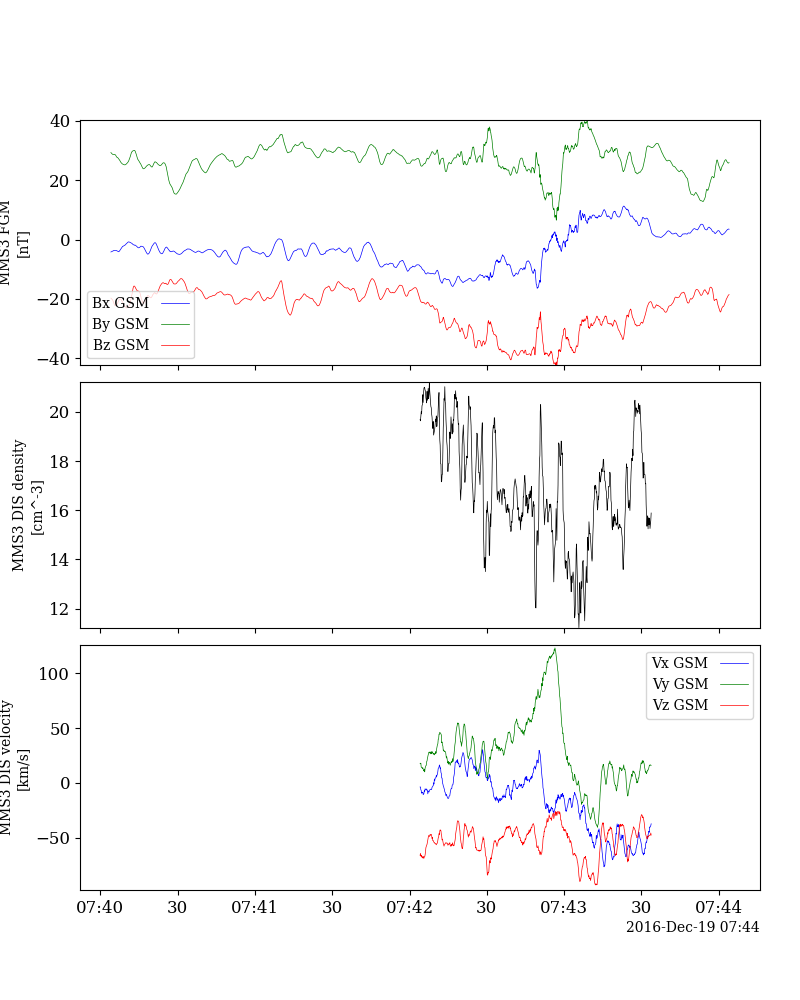 40
20
0
−20
−40
MMS3 FGM
[nT]
Bx GSM
By GSM
Bz GSM
20
18
16
14
12
MMS3 DIS density
[cm^-3]
100
50
0
−50
MMS3 DIS velocity
[km/s]
Vx GSM
Vy GSM
Vz GSM
07:40 30 07:41 30 07:42 30 07:43 30 07:44
2016-Dec-19 07:44